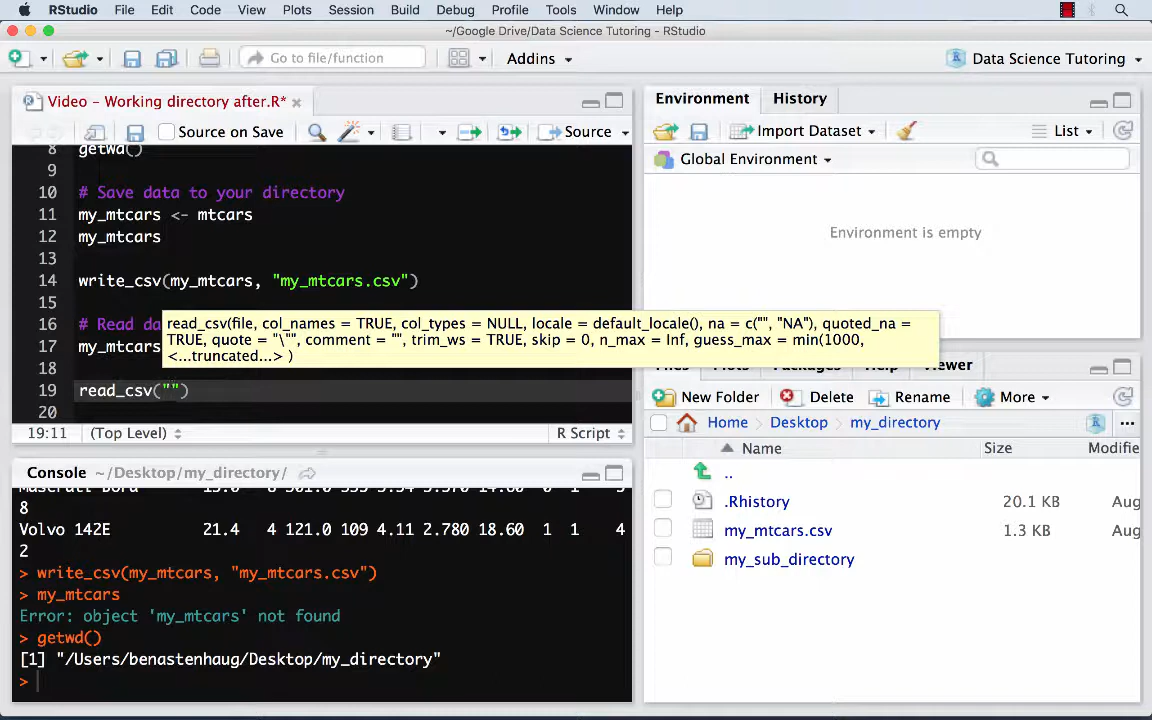 RStudio File Edit Code View Plots Session Build Debug Profile Tools Window Help
~/Google Drive/Data Science Tutoring - RStudio
Go to file/function Addins Data Science Tutoring
Video - Working directory after.R*
Source on Save Source
8 getwd()
9
10 # Save data to your directory
11 my_mtcars <- mtcars
12 my_mtcars
13
14 write_csv(my_mtcars, "my_mtcars.csv")
15
16 # Read da
17 my_mtcars
18
19 read_csv("")
20
read_csv(file, col_names = TRUE, col_types = NULL, locale = default_locale(), na = c("", "NA"), quoted_na =
TRUE, quote = "\"", comment = "", trim_ws = TRUE, skip = 0, n_max = Inf, guess_max = min(1000,
<...truncated...> )
19:11 (Top Level) R Script
Console ~/Desktop/my_directory/
8
Volvo 142E 21.4 4 121.0 109 4.11 2.780 18.60 1 1 4
2
> write_csv(my_mtcars, "my_mtcars.csv")
> my_mtcars
Error: object 'my_mtcars' not found
> getwd()
[1] "/Users/benastenhaug/Desktop/my_directory"
>
Environment History
Import Dataset List
Global Environment
Environment is empty
Files Plots Packages Help Viewer
New Folder Delete Rename More
Home Desktop my_directory
Name Size Modifie
..
.Rhistory 20.1 KB Aug
my_mtcars.csv 1.3 KB Aug
my_sub_directory